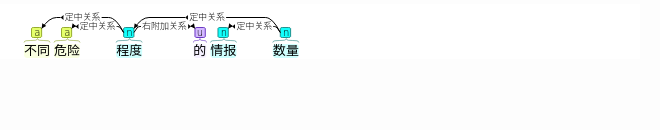 定中关系 定中关系
定中关系 右附加关系 定中关系
a a n u n n
不同 危险 程度 的 情报 数量